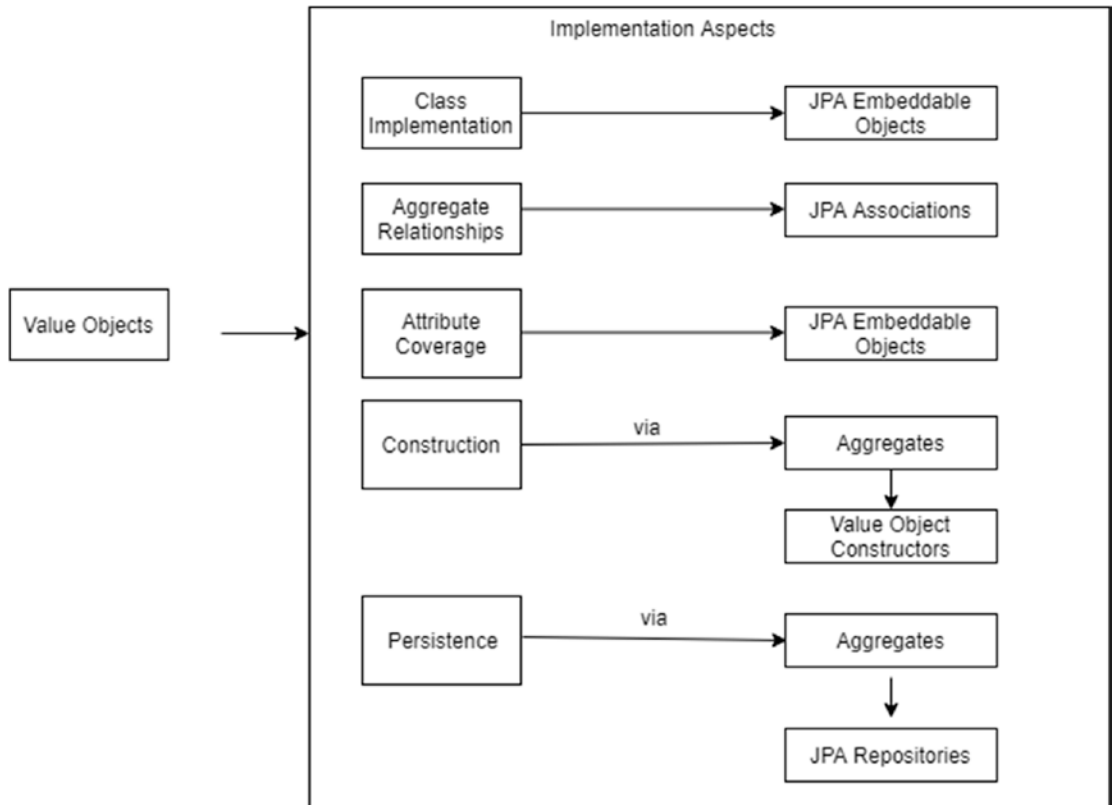 Implementation Aspects
Class
Implementation
JPA Embeddable
Objects
Aggregate
Relationships
JPA Associations
Value Objects
Attribute
Coverage
JPA Embeddable
Objects
Construction
via
Aggregates
Value Object
Constructors
Persistence
via
Aggregates
JPA Repositories